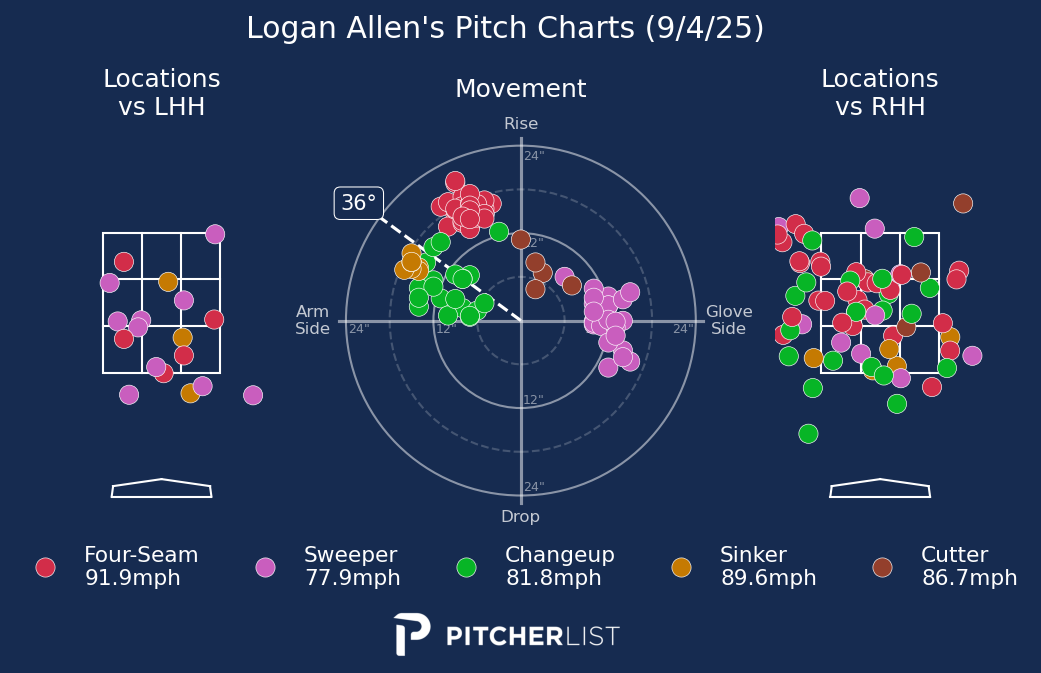 Logan Allen's Pitch Charts (9/4/25)
Locations
vs LHH
Movement
Locations
vs RHH
Rise
24"
36°
12"
Arm
Side
24"
12"
24"
Glove
Side
12"
24"
Drop
Four-Seam
91.9mph
Sweeper
77.9mph
Changeup
81.8mph
Sinker
89.6mph
Cutter
86.7mph
PITCHERLIST